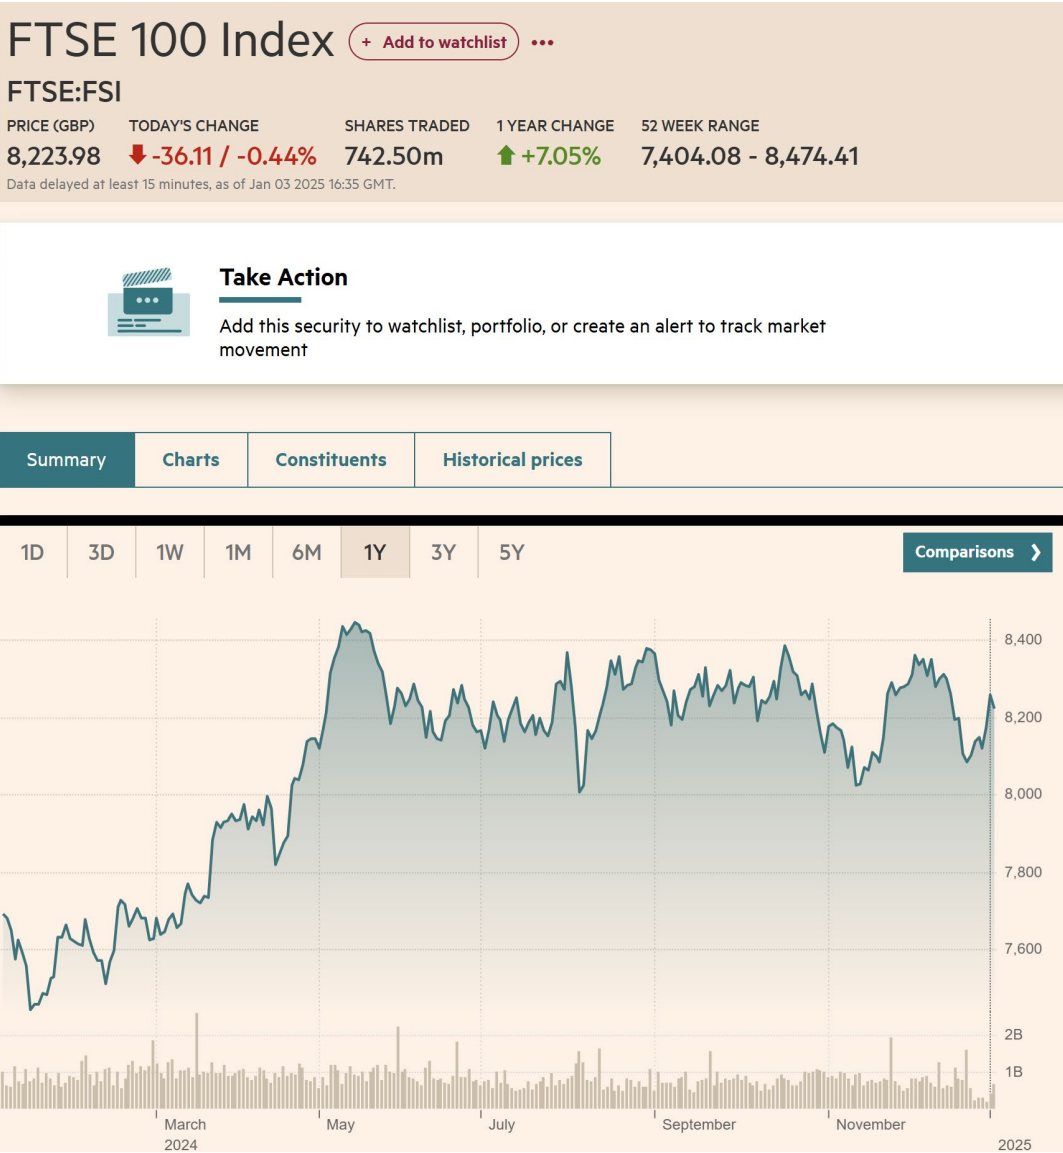 FTSE 100 Index + Add to watchlist •••
FTSE:FSI
PRICE (GBP) TODAY'S CHANGE SHARES TRADED 1 YEAR CHANGE 52 WEEK RANGE
8,223.98 -36.11 / -0.44% 742.50m +7.05% 7,404.08 - 8,474.41
Data delayed at least 15 minutes, as of Jan 03 2025 16:35 GMT.
Take Action
Add this security to watchlist, portfolio, or create an alert to track market
movement
Summary Charts Constituents Historical prices
1D 3D 1W 1M 6M 1Y 3Y 5Y Comparisons
8,400
8,200
8,000
7,800
7,600
2B
1B
March May July September November
2024 2025